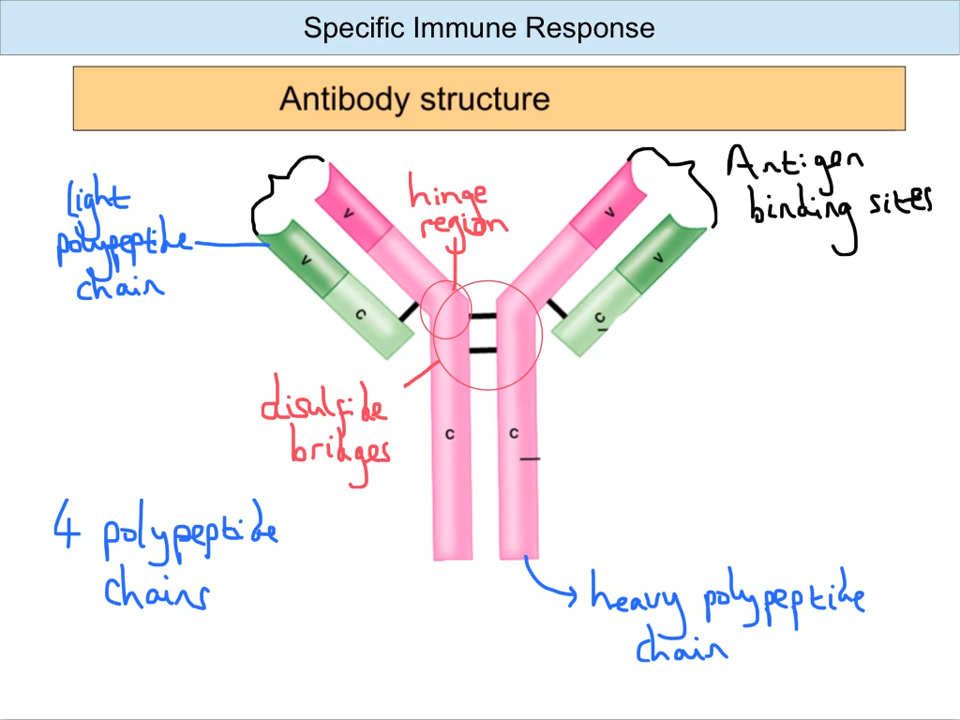 Specific Immune Response
Antibody structure
Light
polypeptide
chain
hinge
region
Antigen
binding sites
V
V
V
V
C
C
disulfide
bridges
C
C
4 polypeptide
chains
heavy polypeptide
chain